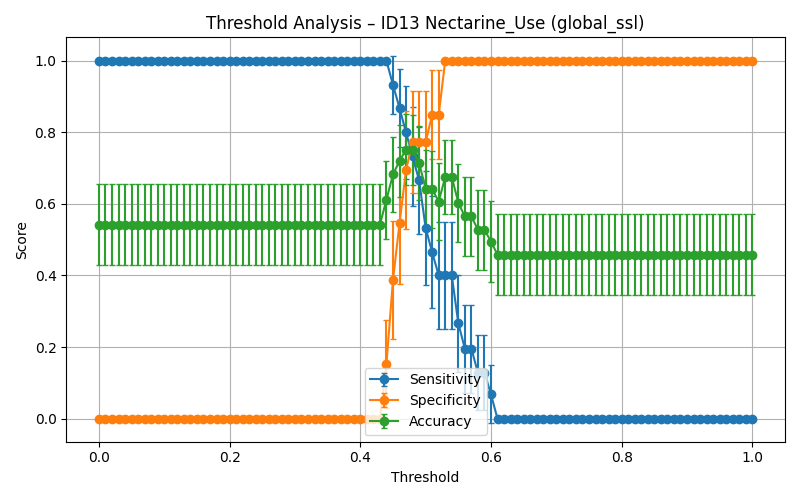 Threshold Analysis – ID13 Nectarine_Use (global_ssl)
Score
1.0
0.8
0.6
0.4
0.2
0.0
Sensitivity
Specificity
Accuracy
0.0 0.2 0.4 0.6 0.8 1.0
Threshold